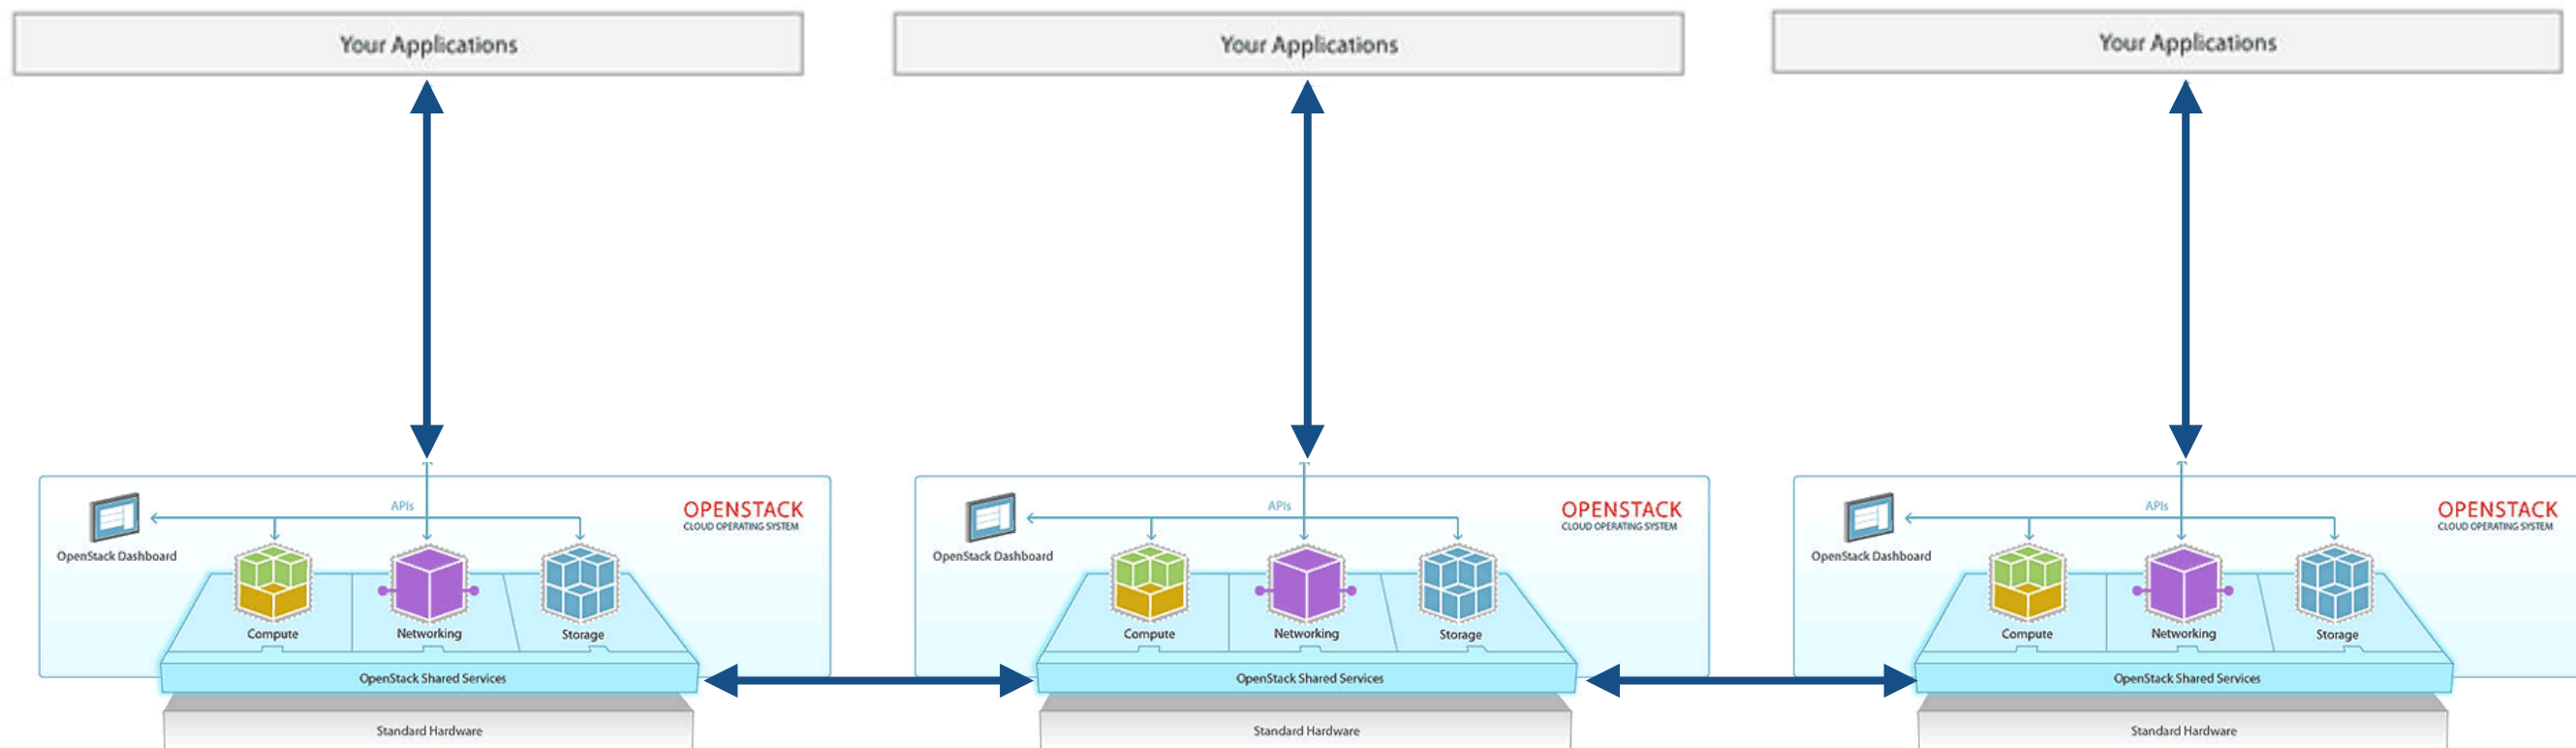 Your Applications
Your Applications
Your Applications
APIs
OPENSTACK
CLOUD OPERATING SYSTEM
OpenStack Dashboard
Compute
Networking
Storage
OpenStack Shared Services
Standard Hardware
APIs
OPENSTACK
CLOUD OPERATING SYSTEM
OpenStack Dashboard
Compute
Networking
Storage
OpenStack Shared Services
Standard Hardware
APIs
OPENSTACK
CLOUD OPERATING SYSTEM
OpenStack Dashboard
Compute
Networking
Storage
OpenStack Shared Services
Standard Hardware